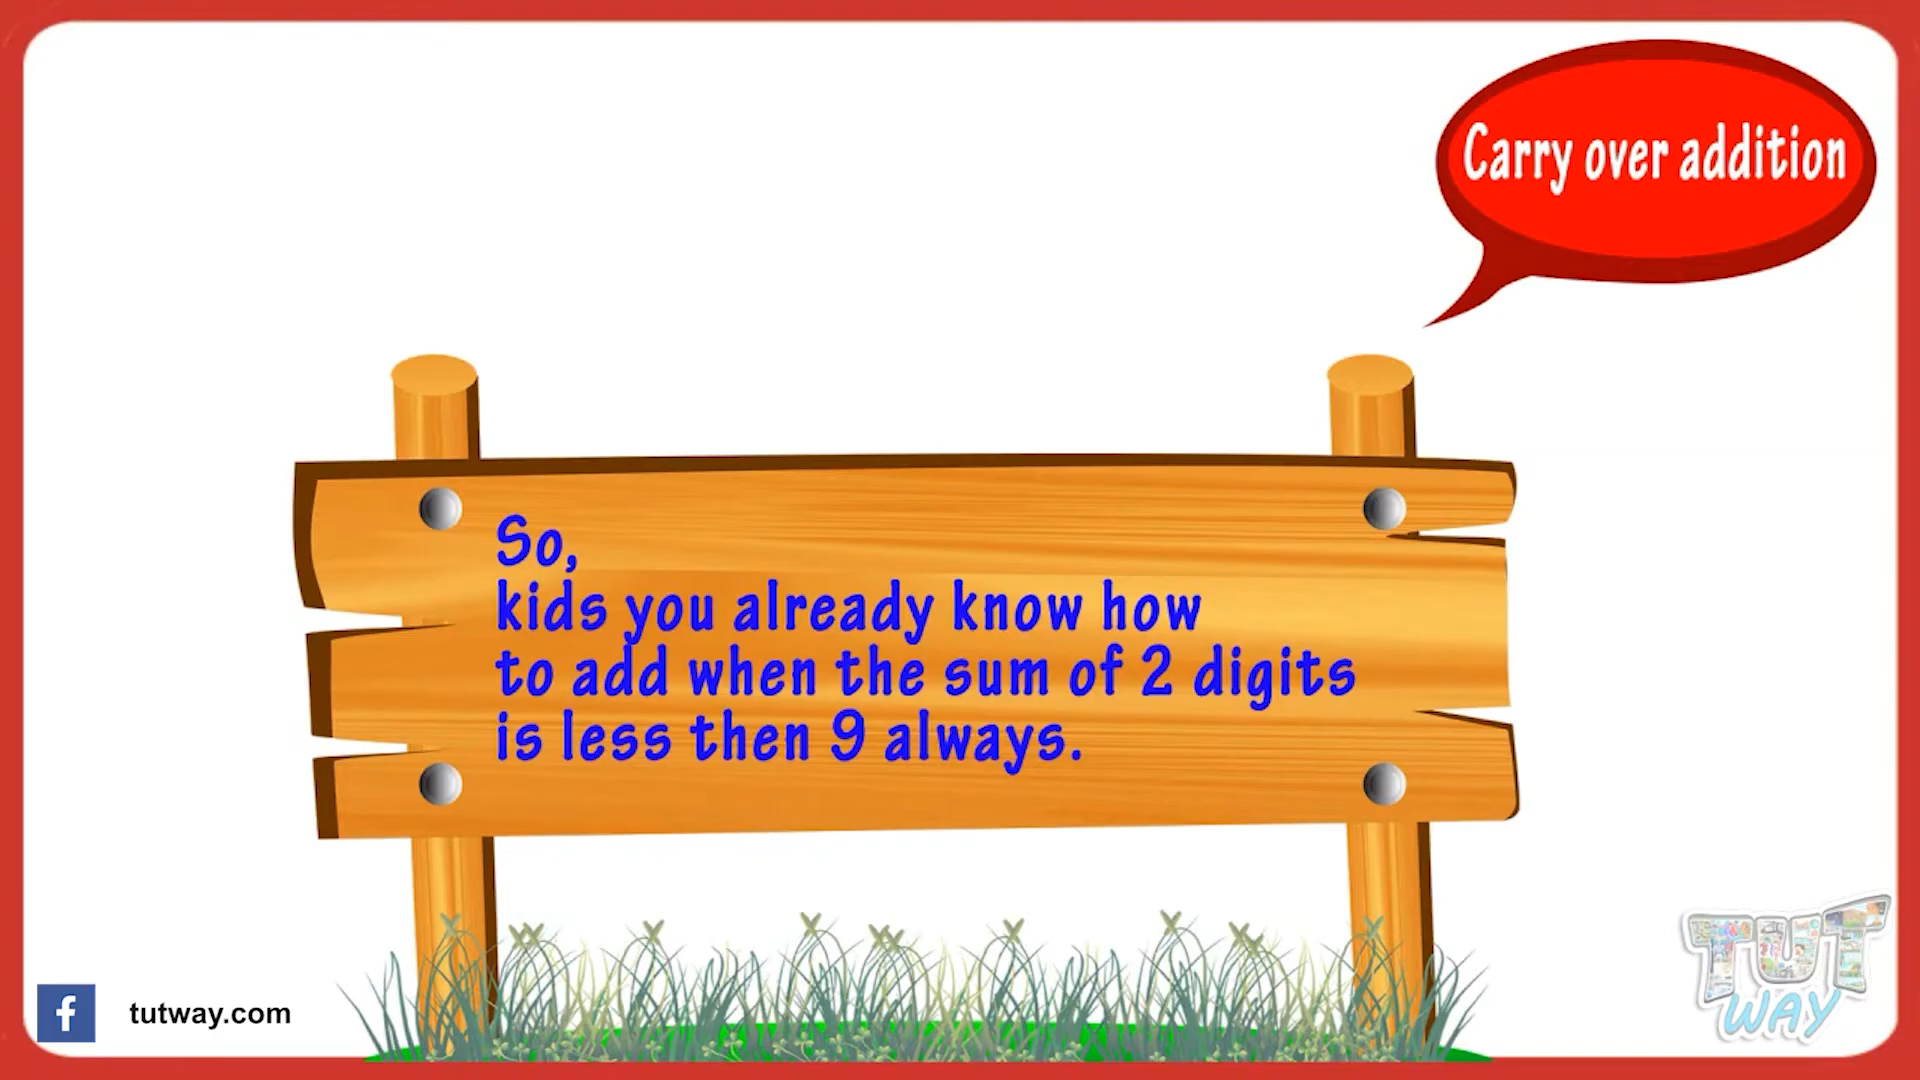 Carry over addition
So,
kids you already know how
to add when the sum of 2 digits
is less then 9 always.
f
tutway.com
TUT
WAY